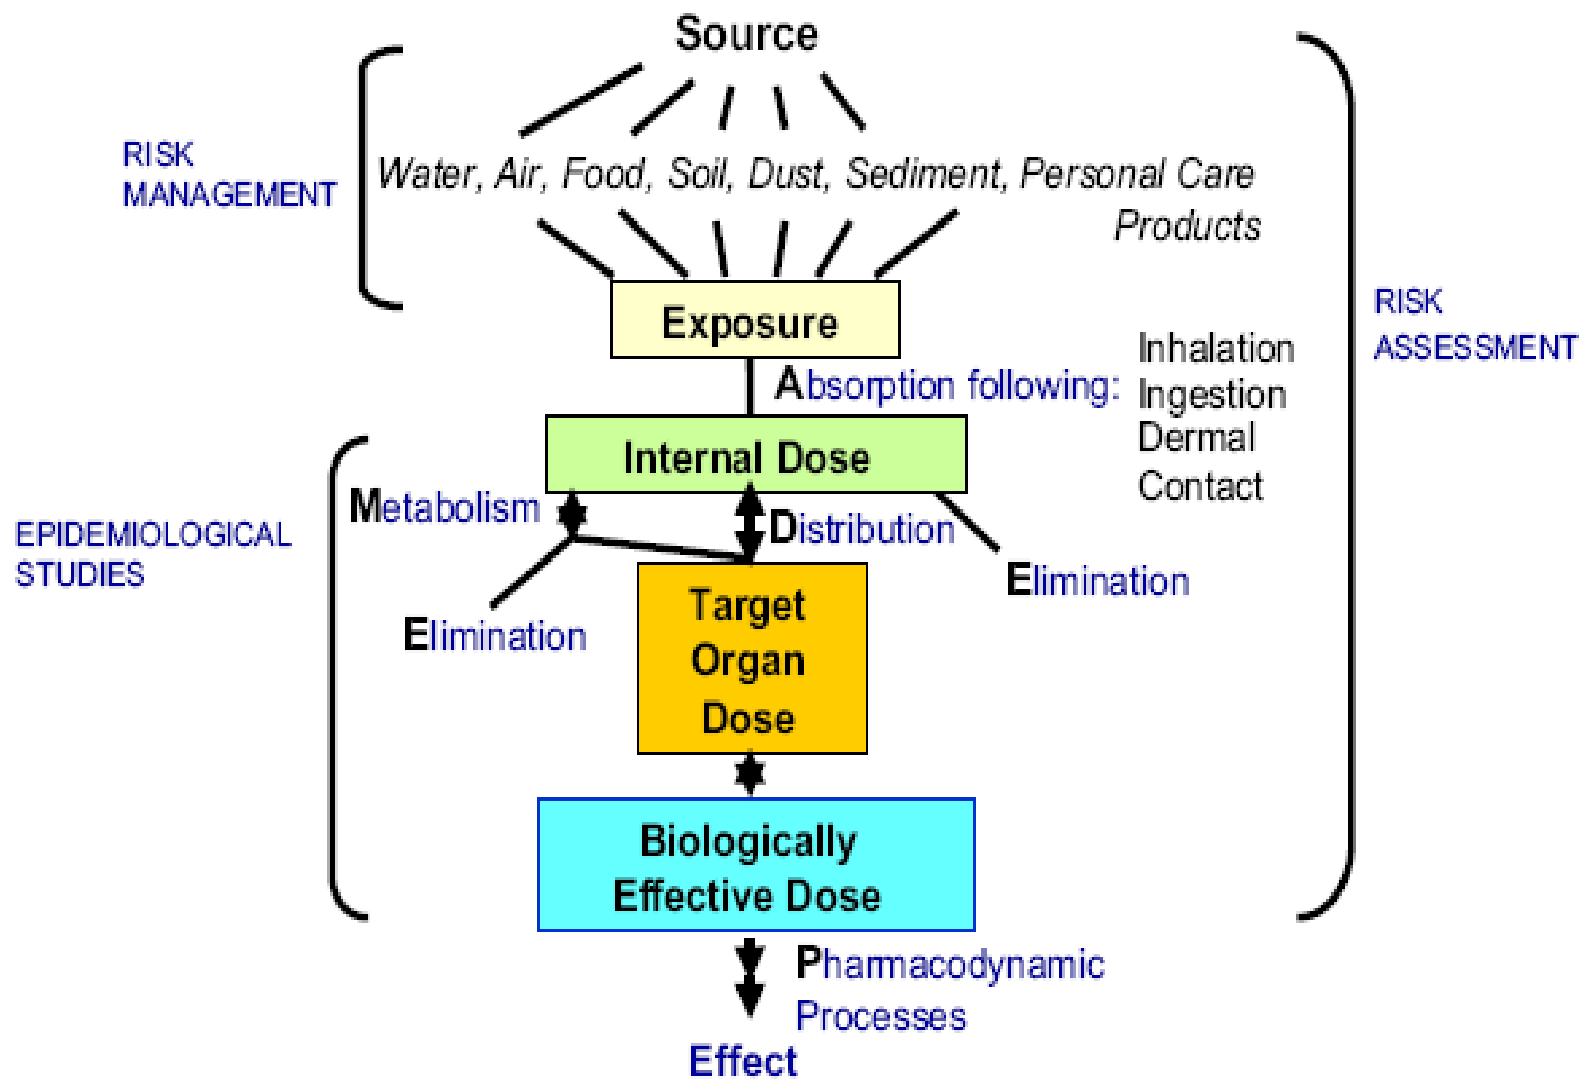 Source
RISK
MANAGEMENT
Water, Air, Food, Soil, Dust, Sediment, Personal Care
Products
Exposure
RISK
ASSESSMENT
Absorption following:
Inhalation
Ingestion
Dermal
Contact
Internal Dose
Metabolism
Distribution
EPIDEMIOLOGICAL
STUDIES
Elimination
Elimination
Target
Organ
Dose
Biologically
Effective Dose
Pharmacodynamic
Processes
Effect